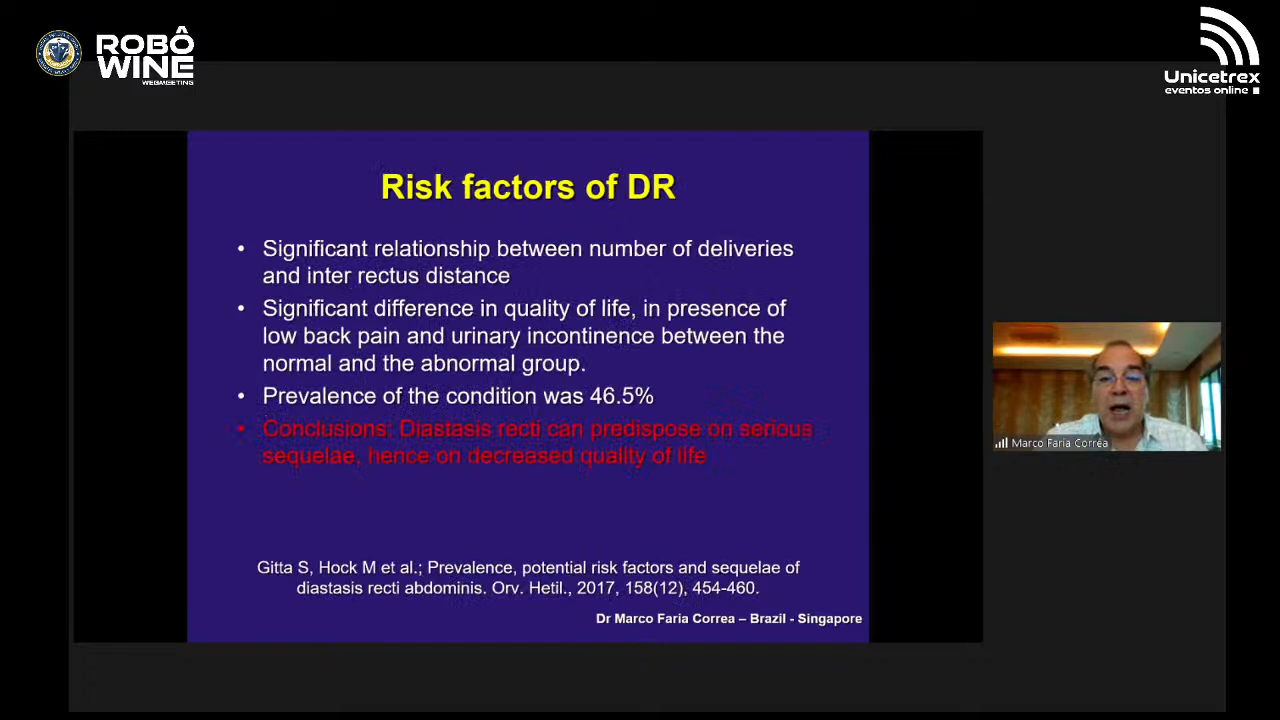 ROBÔ
WINE
WEBMEETING
Unicetrex
eventos online
Risk factors of DR
• Significant relationship between number of deliveries
and inter rectus distance
• Significant difference in quality of life, in presence of
low back pain and urinary incontinence between the
normal and the abnormal group.
• Prevalence of the condition was 46.5%
• Conclusions: Diastasis recti can predispose on serious
sequelae, hence on decreased quality of life
Marco Faria Corrêa
Gitta S, Hock M et al.; Prevalence, potential risk factors and sequelae of
diastasis recti abdominis. Orv. Hetil., 2017, 158(12), 454-460.
Dr Marco Faria Correa – Brazil - Singapore